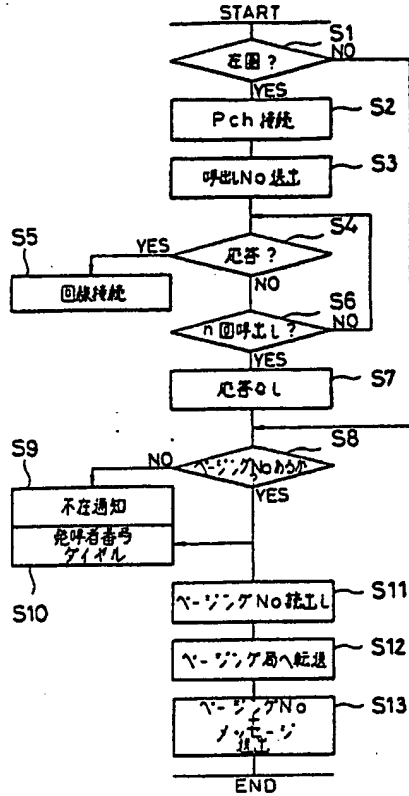 START
S1
在圏?
NO
YES
S2
Pch 接続
S3
呼出しNo送出
S4
S5
YES
応答?
回線接続
NO
S6
n回呼出し?
NO
YES
S7
応答なし
S8
S9
NO
ページングNoあるか?
YES
不在通知
発呼者番号
ダイヤル
S10
S11
ページングNo読出し
S12
ページング局へ転送
S13
ページングNo
+
メッセージ
送出
END